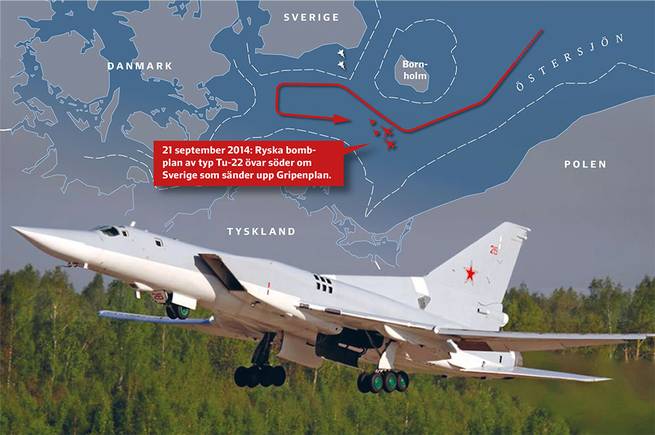 SVERIGE
DANMARK
Born-
holm
ÖSTERSJÖN
21 september 2014: Ryska bomb-
plan av typ Tu-22 övar söder om
Sverige som sänder upp Gripenplan.
POLEN
TYSKLAND